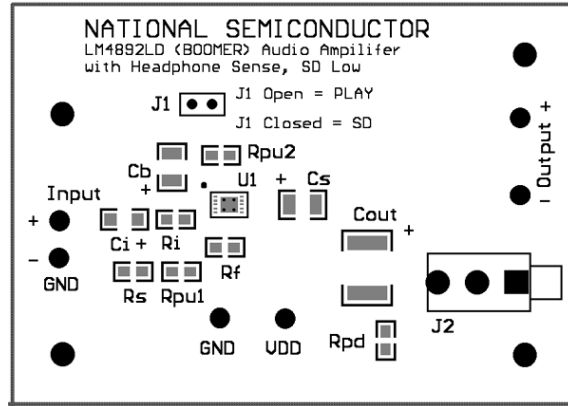 NATIONAL SEMICONDUCTOR
LM4892LD (BOOMER) Audio Ampilifer
with Headphone Sense, SD Low
J1
J1 Open = PLAY
J1 Closed = SD
Cb
+
Rpu2
U1
+ Cs
Input
+
-
GND
Ci +
Ri
Rf
Rs
Rpu1
Cout
+
- Output +
GND
VDD
Rpd
J2